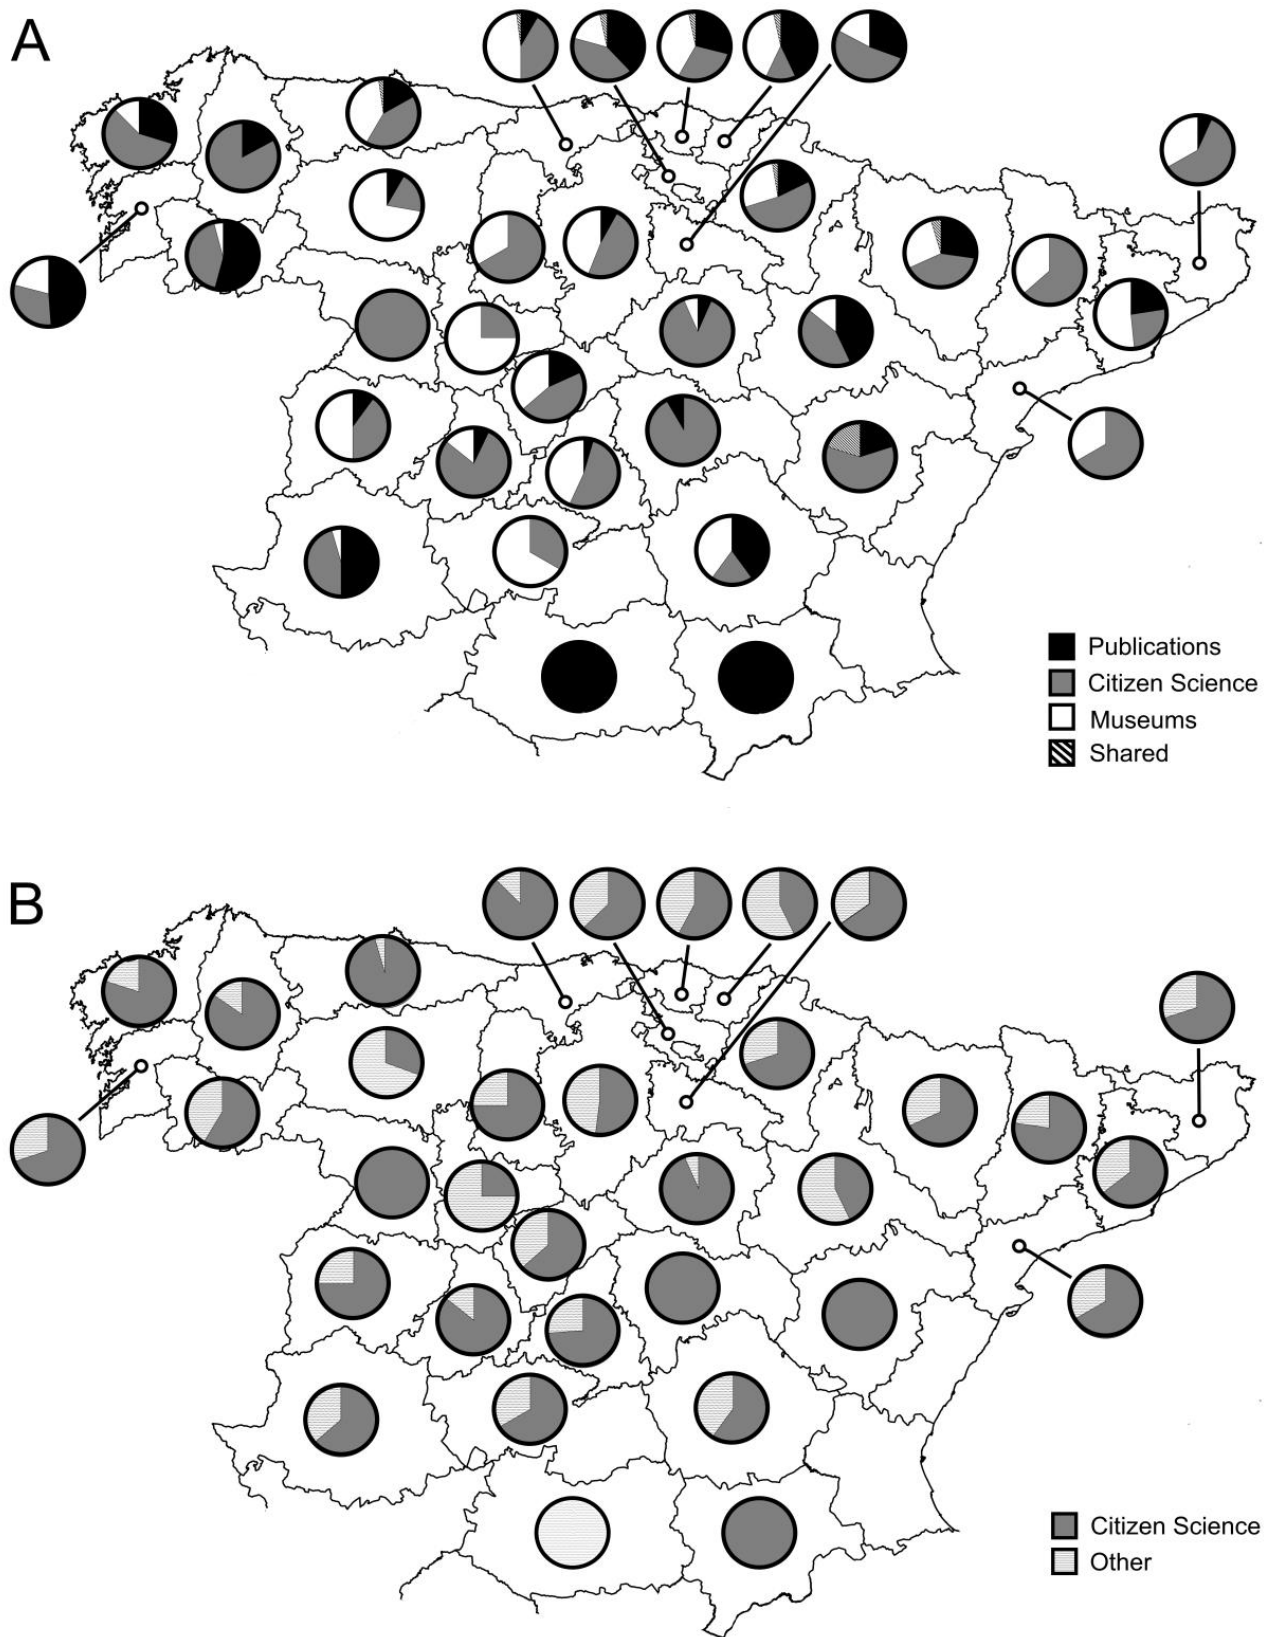 A
Publications
Citizen Science
Museums
Shared
B
Citizen Science
Other